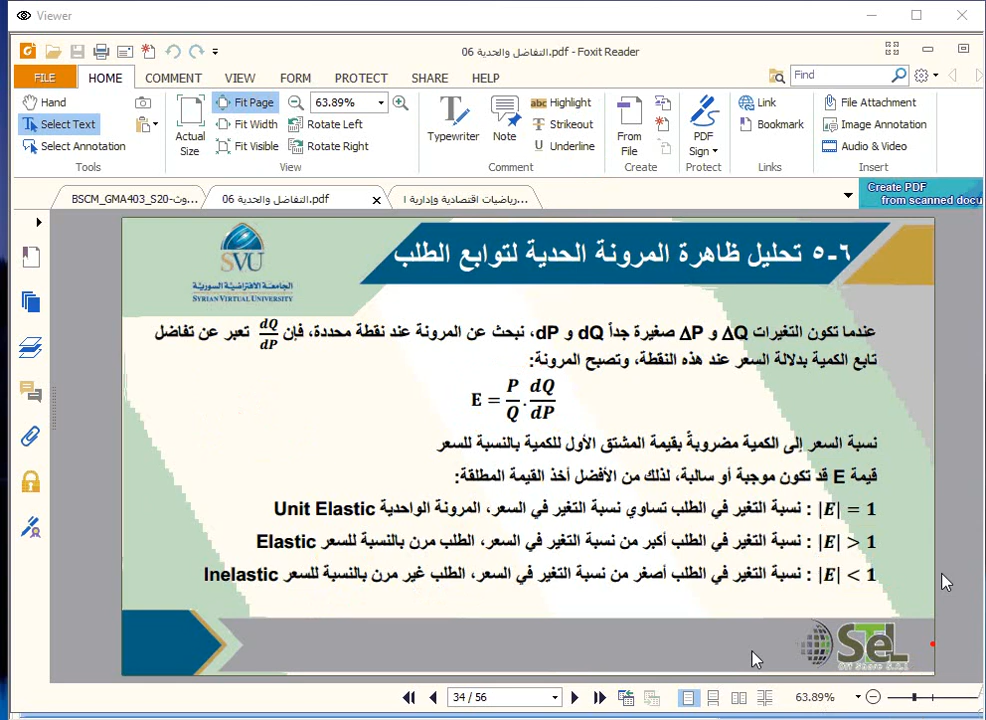 Viewer
06 التفاضل والحدية.pdf - Foxit Reader
FILE HOME COMMENT VIEW FORM PROTECT SHARE HELP
Find
Hand
Select Text
Select Annotation
Tools
Actual Size
Fit Page
Fit Width
Fit Visible
63.89%
Rotate Left
Rotate Right
View
Typewriter
Note
Highlight
Strikeout
Underline
Comment
From File
Create
PDF Sign
Protect
Link
Bookmark
Links
File Attachment
Image Annotation
Audio & Video
Insert
BSCM_GMA403_S20-وت...
06 التفاضل والحدية.pdf
رياضيات اقتصادية وإدارية ا...
Create PDF
from scanned docu
SVU
الجامعة الافتراضية السورية
SYRIAN VIRTUAL UNIVERSITY
٦-٥ تحليل ظاهرة المرونة الحدية لتوابع الطلب
عندما تكون التغيرات ΔQ و ΔP صغيرة جداً dQ و dP، نبحث عن المرونة عند نقطة محددة، فإن dQ/dP تعبر عن تفاضل
تابع الكمية بدلالة السعر عند هذه النقطة، وتصبح المرونة:
E = P/Q . dQ/dP
نسبة السعر إلى الكمية مضروبةً بقيمة المشتق الأول للكمية بالنسبة للسعر
قيمة E قد تكون موجبة أو سالبة، لذلك من الأفضل أخذ القيمة المطلقة:
|E| = 1 : نسبة التغير في الطلب تساوي نسبة التغير في السعر، المرونة الواحدية Unit Elastic
|E| > 1 : نسبة التغير في الطلب أكبر من نسبة التغير في السعر، الطلب مرن بالنسبة للسعر Elastic
|E| < 1 : نسبة التغير في الطلب أصغر من نسبة التغير في السعر، الطلب غير مرن بالنسبة للسعر Inelastic
SeTeL
34 / 56
63.89%